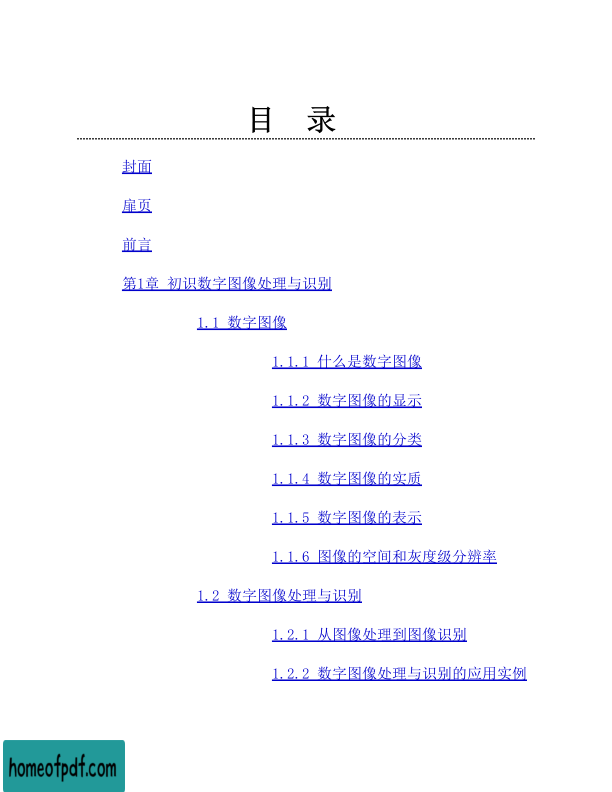 目 录
封面
扉页
前言
第1章 初识数字图像处理与识别
1.1 数字图像
1.1.1 什么是数字图像
1.1.2 数字图像的显示
1.1.3 数字图像的分类
1.1.4 数字图像的实质
1.1.5 数字图像的表示
1.1.6 图像的空间和灰度级分辨率
1.2 数字图像处理与识别
1.2.1 从图像处理到图像识别
1.2.2 数字图像处理与识别的应用实例
homeofpdf.com